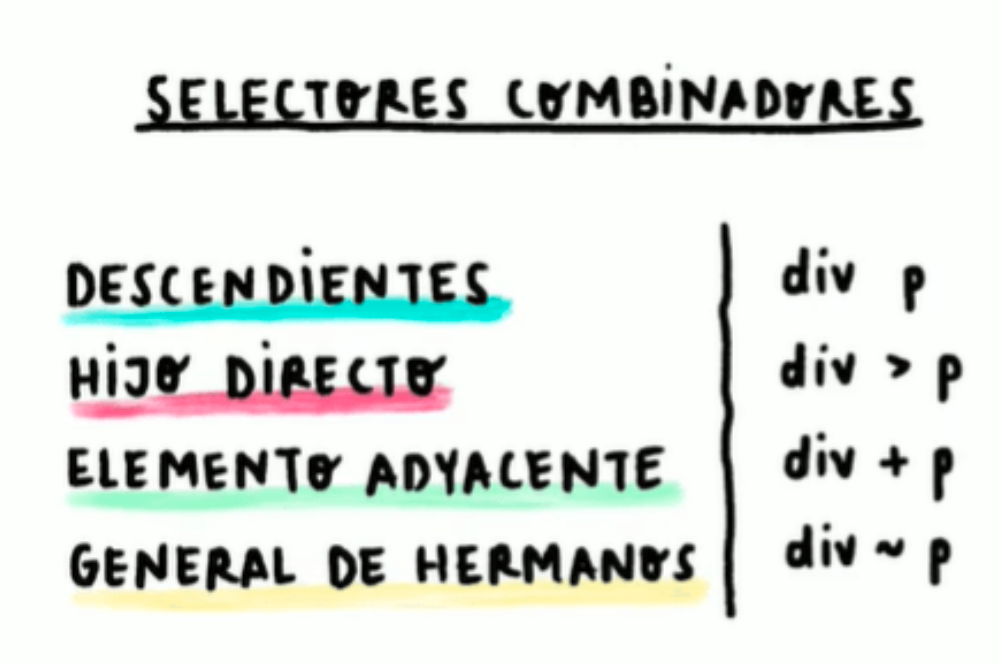 SELECTORES COMBINADORES
DESCENDIENTES div p
HIJO DIRECTO div > p
ELEMENTO ADYACENTE div + p
GENERAL DE HERMANOS div ~ p